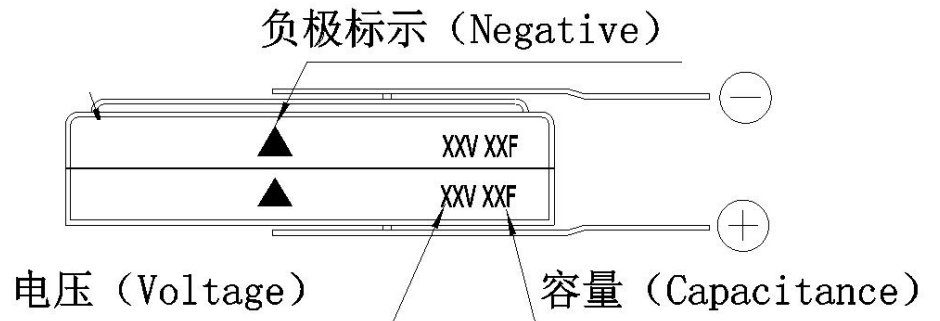 负极标示（Negative）
XXV XXF
XXV XXF
电压（Voltage） 容量（Capacitance）